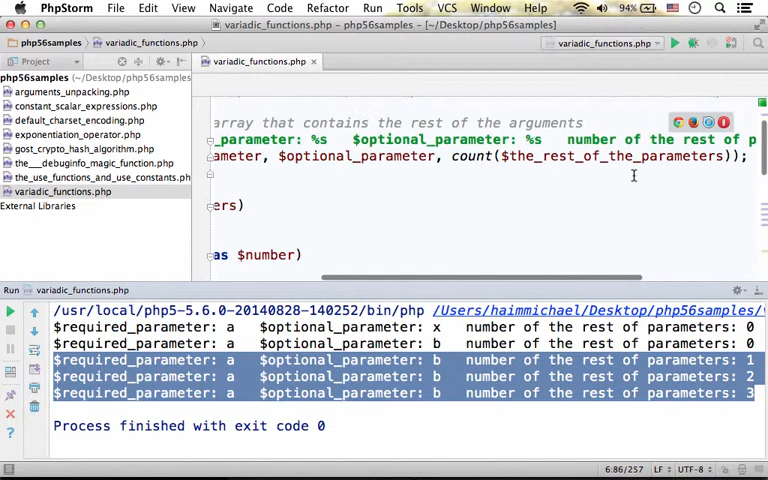 PhpStorm File Edit View Navigate Code Refactor Run Tools VCS Window Help 94%
variadic_functions.php - php56samples - [~/Desktop/php56samples]
php56samples variadic_functions.php variadic_functions.php
Project variadic_functions.php
php56samples (~/Desktop/php56samples)
arguments_unpacking.php
constant_scalar_expressions.php
default_charset_encoding.php
exponentiation_operator.php
gost_crypto_hash_algorithm.php
the___debuginfo_magic_function.php
the_use_functions_and_use_constants.ph
variadic_functions.php
External Libraries
array that contains the rest of the arguments
_parameter: %s $optional_parameter: %s number of the rest of p
ameter, $optional_parameter, count($the_rest_of_the_parameters));
ers)
as $number)
Run variadic_functions.php
/usr/local/php5-5.6.0-20140828-140252/bin/php /Users/haimmichael/Desktop/php56samples/
$required_parameter: a $optional_parameter: x number of the rest of parameters: 0
$required_parameter: a $optional_parameter: b number of the rest of parameters: 0
$required_parameter: a $optional_parameter: b number of the rest of parameters: 1
$required_parameter: a $optional_parameter: b number of the rest of parameters: 2
$required_parameter: a $optional_parameter: b number of the rest of parameters: 3
Process finished with exit code 0
6:86/257 LF UTF-8